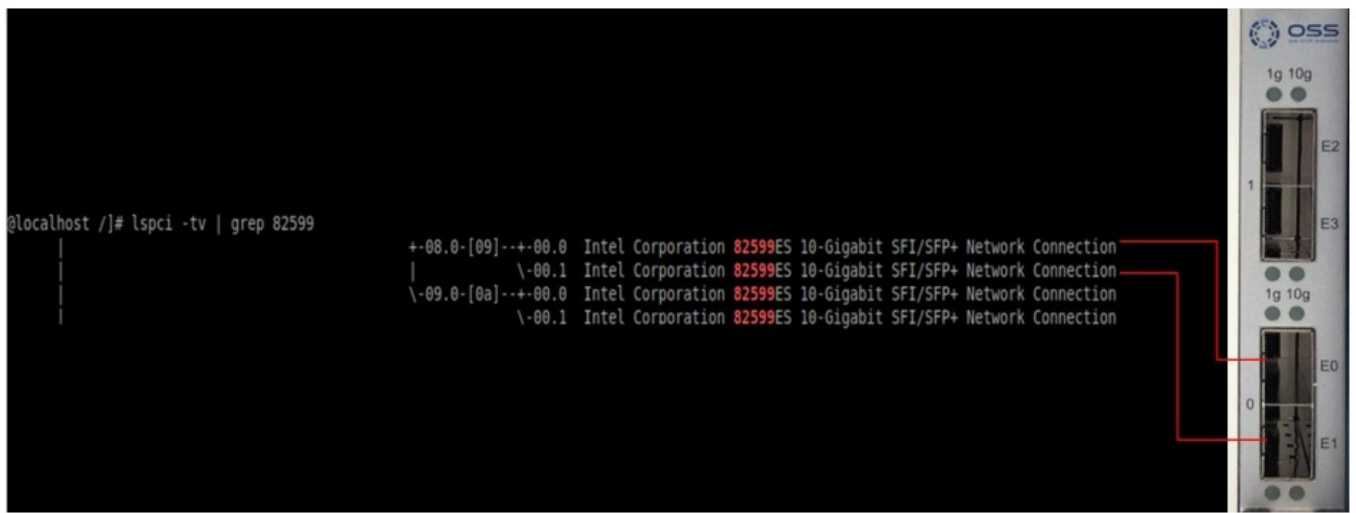 @localhost /]# lspci -tv | grep 82599
| +-08.0-[09]--+-00.0 Intel Corporation 82599ES 10-Gigabit SFI/SFP+ Network Connection
| | \-00.1 Intel Corporation 82599ES 10-Gigabit SFI/SFP+ Network Connection
| \-09.0-[0a]--+-00.0 Intel Corporation 82599ES 10-Gigabit SFI/SFP+ Network Connection
| \-00.1 Intel Corporation 82599ES 10-Gigabit SFI/SFP+ Network Connection
OSS
1g 10g
E2
1
E3
1g 10g
E0
0
E1